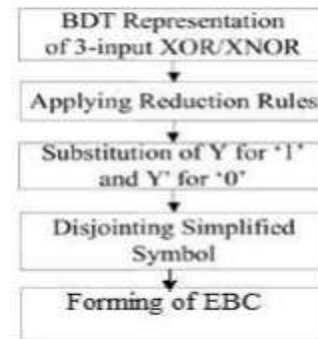 BDT Representation
of 3-input XOR/XNOR
Applying Reduction Rules
Substitution of Y for '1'
and Y' for '0'
Disjointing Simplified
Symbol
Forming of EBC